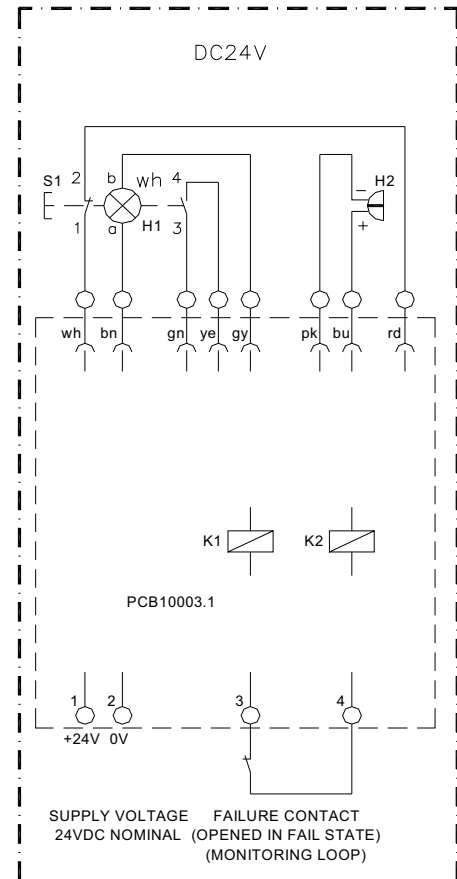 DC24V
S1 2 b wh 4 H2
1 a H1 3
− +
wh bn gn ye gy pk bu rd
K1 K2
PCB10003.1
1 2 3 4
+24V 0V
SUPPLY VOLTAGE
24VDC NOMINAL
FAILURE CONTACT
(OPENED IN FAIL STATE)
(MONITORING LOOP)